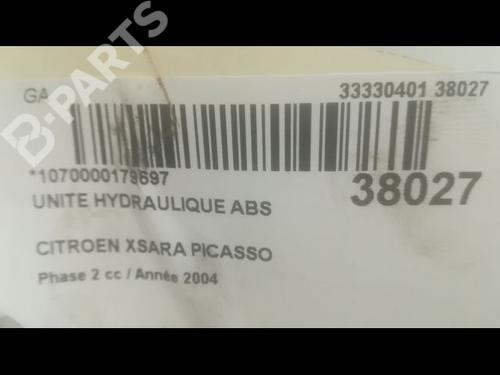 B-PARTS
GA
33330401 38027
*1070000179697
38027
UNITE HYDRAULIQUE ABS
CITROEN XSARA PICASSO
Phase 2 cc / Année 2004